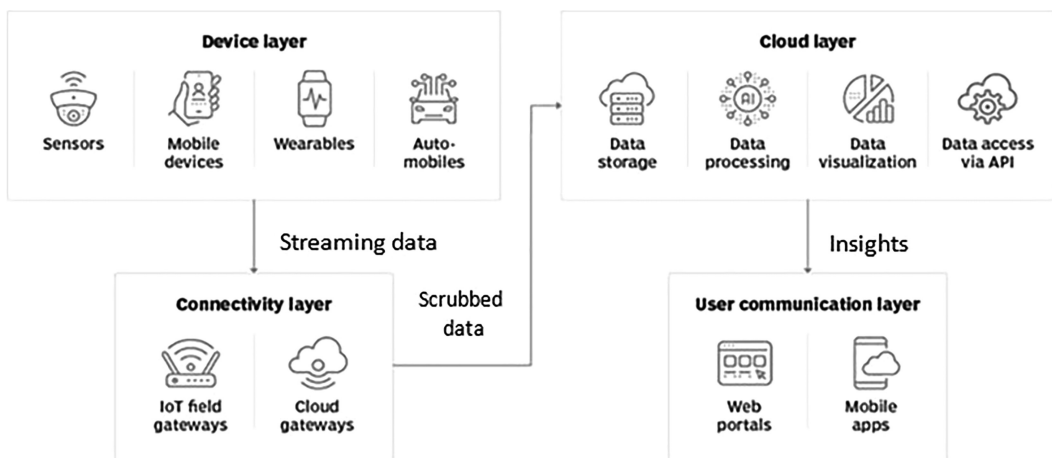 Device layer
Sensors
Mobile
devices
Wearables
Auto-
mobiles
Streaming data
Connectivity layer
IoT field
gateways
Cloud
gateways
Scrubbed
data
Cloud layer
Data
storage
AI
Data
processing
Data
visualization
Data access
via API
Insights
User communication layer
Web
portals
Mobile
apps